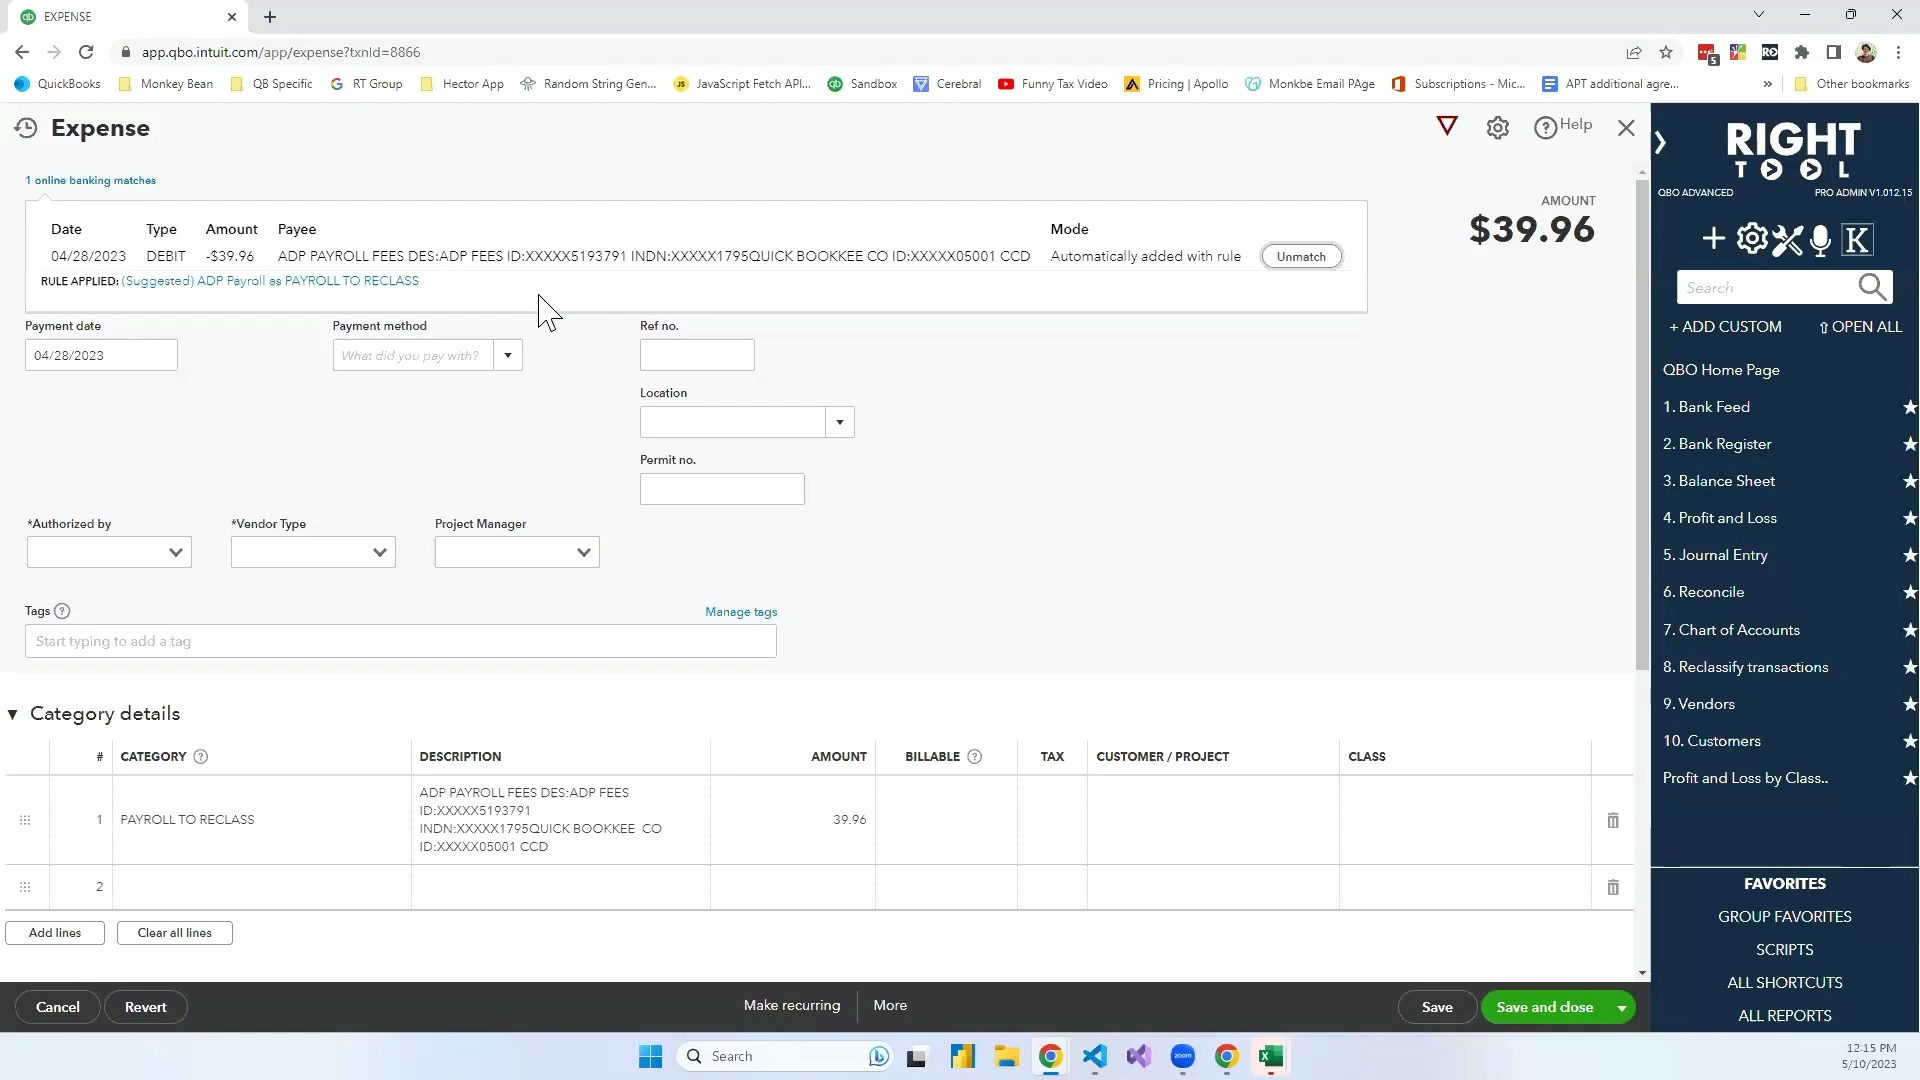 EXPENSE
app.qbo.intuit.com/app/expense?txnId=8866
5
QuickBooks
Monkey Bean
QB Specific
RT Group
Hector App
Random String Gen...
JavaScript Fetch API...
Sandbox
Cerebral
Funny Tax Video
Pricing | Apollo
Monkbe Email PAge
Subscriptions - Mic...
APT additional agre...
»
Other bookmarks
Expense
Help
1 online banking matches
Date Type Amount Payee Mode
04/28/2023 DEBIT -$39.96 ADP PAYROLL FEES DES:ADP FEES ID:XXXXX5193791 INDN:XXXXX1795QUICK BOOKKEE CO ID:XXXXX05001 CCD Automatically added with rule Unmatch
RULE APPLIED: (Suggested) ADP Payroll as PAYROLL TO RECLASS
AMOUNT
$39.96
Payment date
04/28/2023
Payment method
What did you pay with?
Ref no.
Location
Permit no.
*Authorized by
*Vendor Type
Project Manager
Tags ?
Manage tags
Start typing to add a tag
Category details
# CATEGORY ? DESCRIPTION AMOUNT BILLABLE ? TAX CUSTOMER / PROJECT CLASS
1 PAYROLL TO RECLASS
ADP PAYROLL FEES DES:ADP FEES
ID:XXXXX5193791
INDN:XXXXX1795QUICK BOOKKEE CO
ID:XXXXX05001 CCD
39.96
2
Add lines
Clear all lines
Cancel
Revert
Make recurring
More
Save
Save and close
RIGHT
TOOL
QBO ADVANCED
PRO ADMIN V1.012.15
K
Search
+ ADD CUSTOM
⇧ OPEN ALL
QBO Home Page
1. Bank Feed
2. Bank Register
3. Balance Sheet
4. Profit and Loss
5. Journal Entry
6. Reconcile
7. Chart of Accounts
8. Reclassify transactions
9. Vendors
10. Customers
Profit and Loss by Class..
FAVORITES
GROUP FAVORITES
SCRIPTS
ALL SHORTCUTS
ALL REPORTS
Search
zoom
12:15 PM
5/10/2023